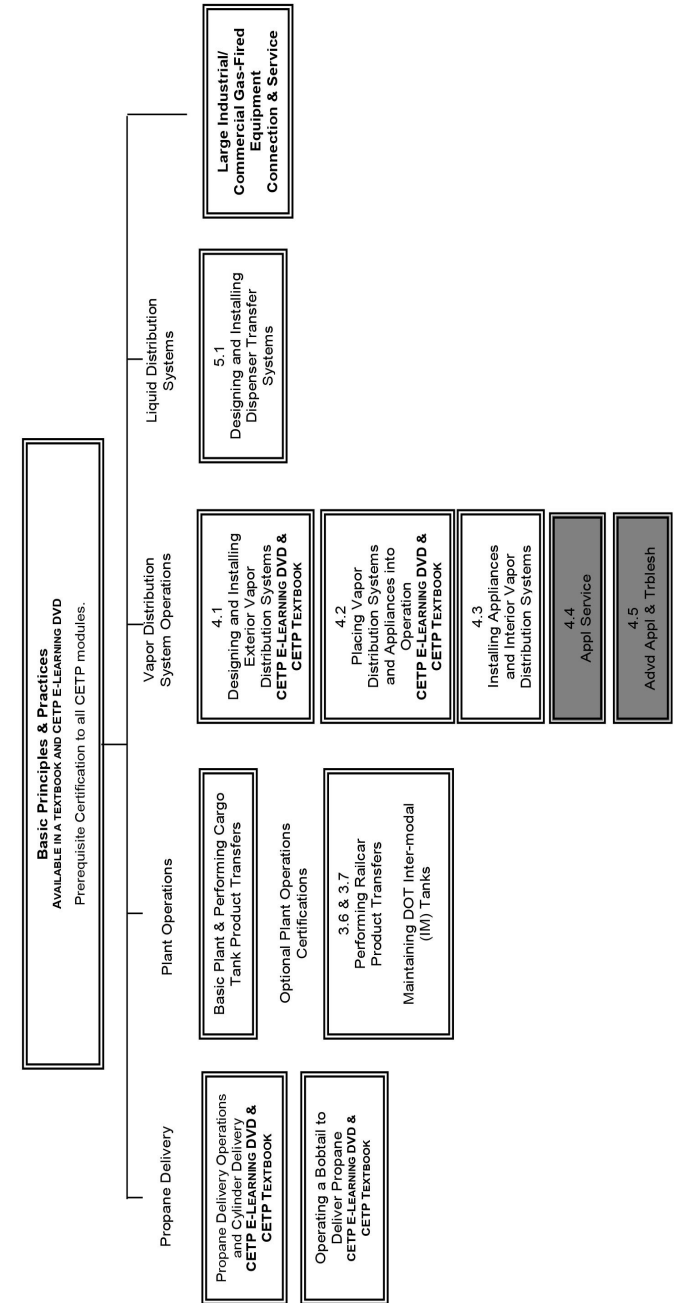 Basic Principles & Practices
AVAILABLE IN A TEXTBOOK AND CETP E-LEARNING DVD
Prerequisite Certification to all CETP modules.
Propane Delivery
Propane Delivery Operations
and Cylinder Delivery
CETP E-LEARNING DVD &
CETP TEXTBOOK
Operating a Bobtail to
Deliver Propane
CETP E-LEARNING DVD &
CETP TEXTBOOK
Plant Operations
Basic Plant & Performing Cargo
Tank Product Transfers
Optional Plant Operations
Certifications
3.6 & 3.7
Performing Railcar
Product Transfers
Maintaining DOT Inter-modal
(IM) Tanks
Vapor Distribution
System Operations
4.1
Designing and Installing
Exterior Vapor
Distribution Systems
CETP E-LEARNING DVD &
CETP TEXTBOOK
4.2
Placing Vapor
Distribution Systems
and Appliances into
Operation
CETP E-LEARNING DVD &
CETP TEXTBOOK
4.3
Installing Appliances
and Interior Vapor
Distribution Systems
4.4
Appl Service
4.5
Advd Appl & Trblesh
Liquid Distribution
Systems
5.1
Designing and Installing
Dispenser Transfer
Systems
Large Industrial/
Commercial Gas-Fired
Equipment
Connection & Service